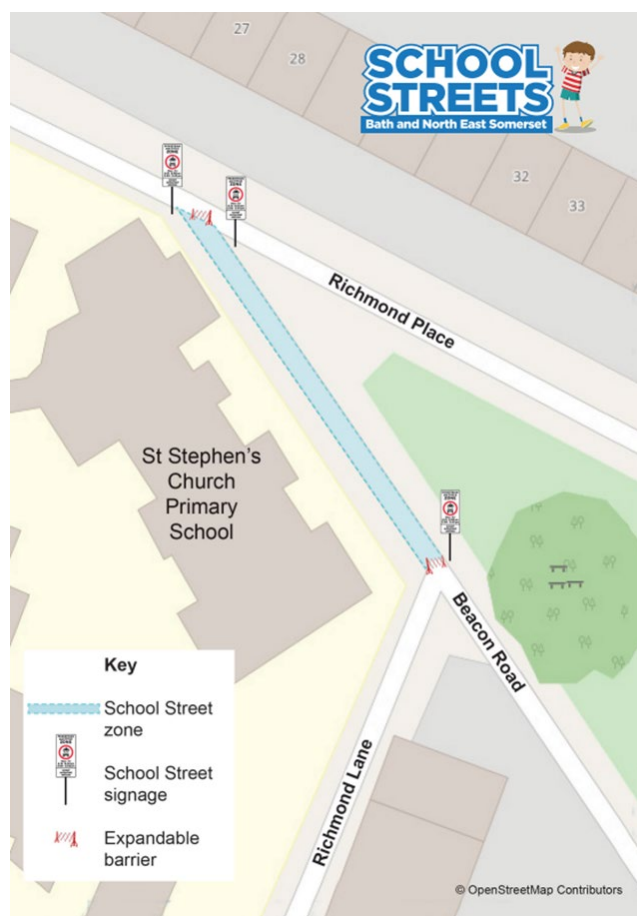 27
28
SCHOOL
STREETS
Bath and North East Somerset
32
33
Richmond Place
St Stephen's
Church
Primary
School
Beacon Road
Richmond Lane
Key
School Street
zone
School Street
signage
Expandable
barrier
© OpenStreetMap Contributors